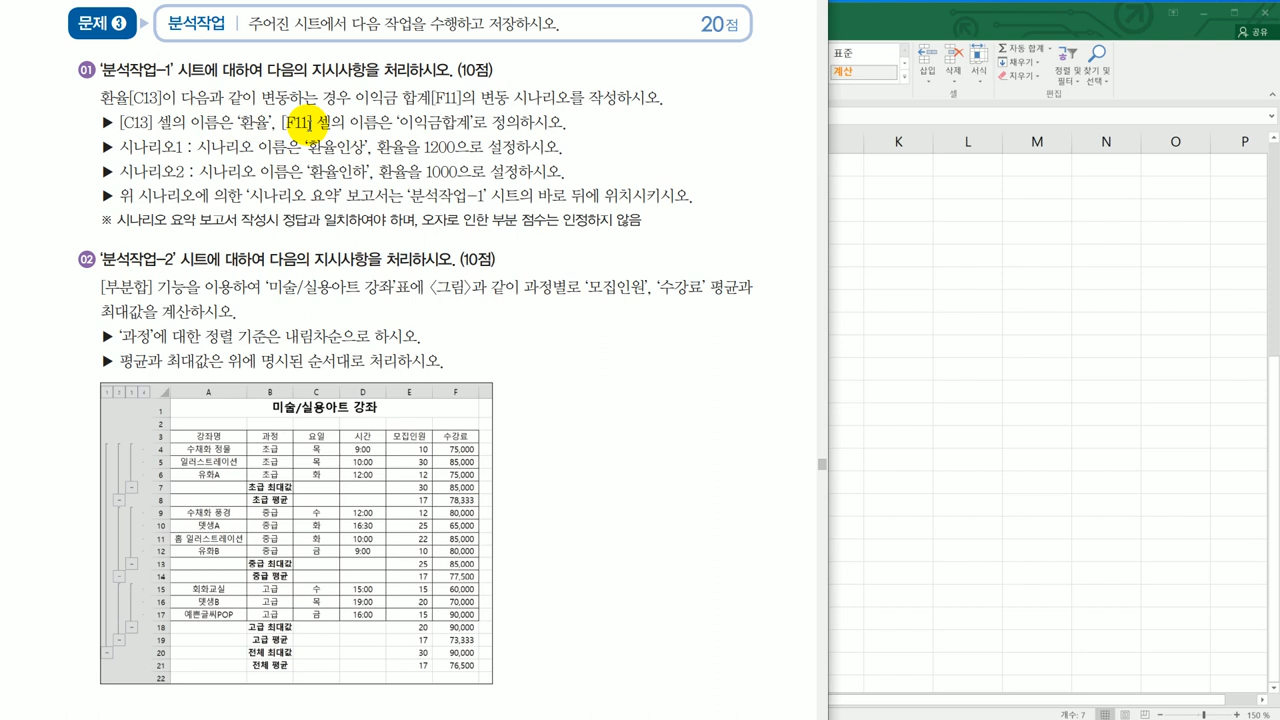 문제 3 분석작업 주어진 시트에서 다음 작업을 수행하고 저장하시오. 20점
01 '분석작업-1' 시트에 대하여 다음의 지시사항을 처리하시오. (10점)
환율[C13]이 다음과 같이 변동하는 경우 이익금 합계[F11]의 변동 시나리오를 작성하시오.
▶ [C13] 셀의 이름은 '환율', [F11] 셀의 이름은 '이익금합계'로 정의하시오.
▶ 시나리오1 : 시나리오 이름은 '환율인상', 환율을 1200으로 설정하시오.
▶ 시나리오2 : 시나리오 이름은 '환율인하', 환율을 1000으로 설정하시오.
▶ 위 시나리오에 의한 '시나리오 요약' 보고서는 '분석작업-1' 시트의 바로 뒤에 위치시키시오.
※ 시나리오 요약 보고서 작성시 정답과 일치하여야 하며, 오자로 인한 부분 점수는 인정하지 않음
02 '분석작업-2' 시트에 대하여 다음의 지시사항을 처리하시오. (10점)
[부분합] 기능을 이용하여 '미술/실용아트 강좌'표에 〈그림〉과 같이 과정별로 '모집인원', '수강료' 평균과
최대값을 계산하시오.
▶ '과정'에 대한 정렬 기준은 내림차순으로 하시오.
▶ 평균과 최대값은 위에 명시된 순서대로 처리하시오.
1 2 3 4 A B C D E F
1 미술/실용아트 강좌
2
3 강좌명 과정 요일 시간 모집인원 수강료
4 수채화 정물 초급 목 9:00 10 75,000
5 일러스트레이션 초급 목 10:00 30 85,000
6 유화A 초급 화 12:00 12 75,000
7 초급 최대값 30 85,000
8 초급 평균 17 78,333
9 수채화 풍경 중급 수 12:00 12 80,000
10 뎃생A 중급 화 16:30 25 65,000
11 홈 일러스트레이션 중급 화 10:00 22 85,000
12 유화B 중급 금 9:00 10 80,000
13 중급 최대값 25 85,000
14 중급 평균 17 77,500
15 회화교실 고급 수 15:00 15 60,000
16 뎃생B 고급 목 19:00 20 70,000
17 예쁜글씨POP 고급 금 16:00 15 90,000
18 고급 최대값 20 90,000
19 고급 평균 17 73,333
20 전체 최대값 30 90,000
21 전체 평균 17 76,500
22
공유
표준
계산
삽입 삭제 서식
셀
자동 합계
채우기
지우기
정렬 및 필터
찾기 및 선택
편집
K L M N O P
개수: 7 150 %